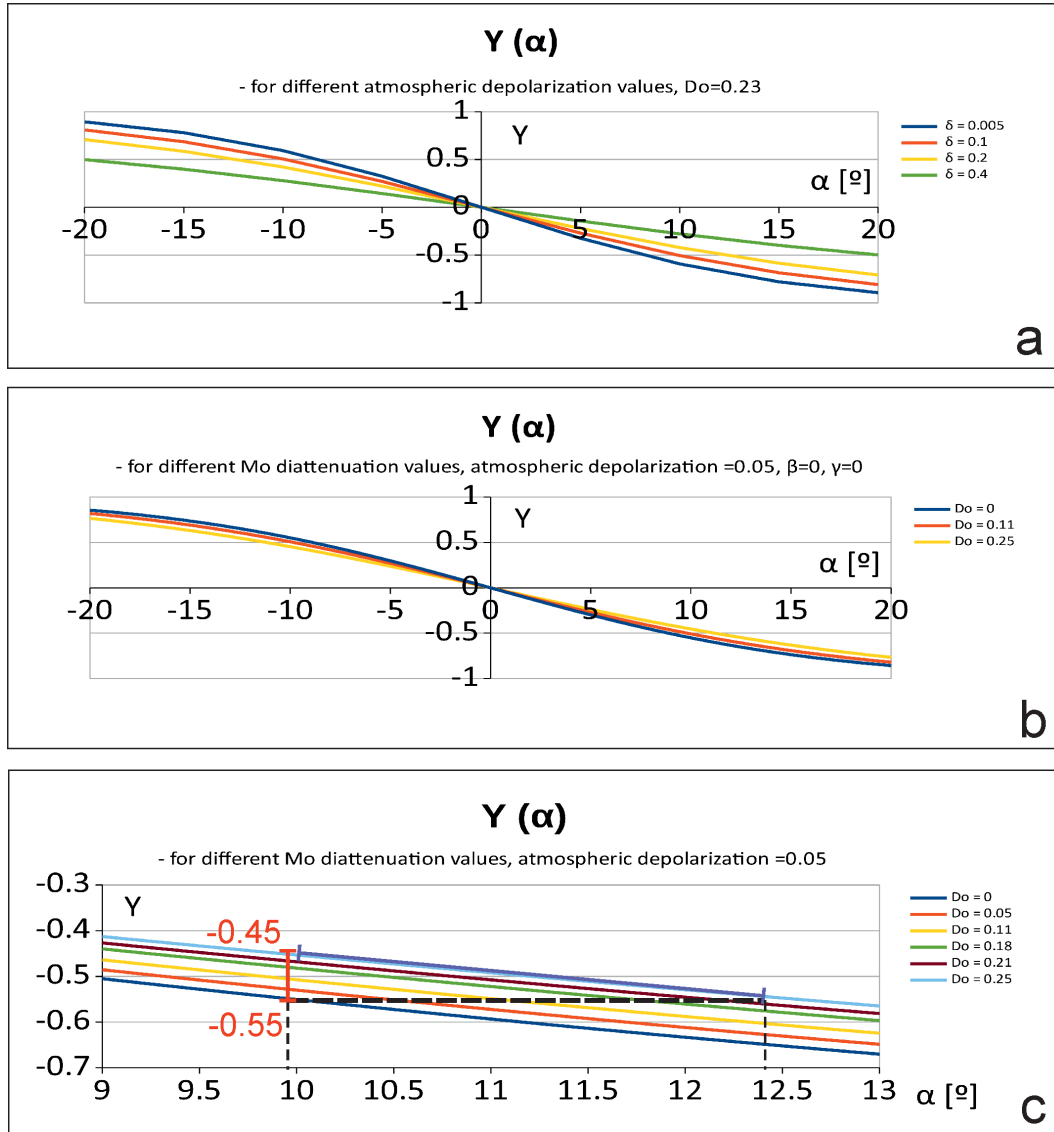 Y (α)
- for different atmospheric depolarization values, Do=0.23
1
Y
δ = 0.005
δ = 0.1
0.5
δ = 0.2
α [º]
δ = 0.4
0
-20 -15 -10 -5 0 5 10 15 20
-0.5
-1
a
Y (α)
- for different Mo diattenuation values, atmospheric depolarization =0.05, β=0, γ=0
1
Y
Do = 0
Do = 0.11
0.5
Do = 0.25
α [º]
0
-20 -15 -10 -5 0 5 10 15 20
-0.5
-1
b
Y (α)
- for different Mo diattenuation values, atmospheric depolarization =0.05
-0.3
Y
Do = 0
Do = 0.05
-0.4
-0.45
Do = 0.11
Do = 0.18
-0.5
Do = 0.21
Do = 0.25
-0.55
-0.6
-0.7
9 9.5 10 10.5 11 11.5 12 12.5 13 α [º]
c